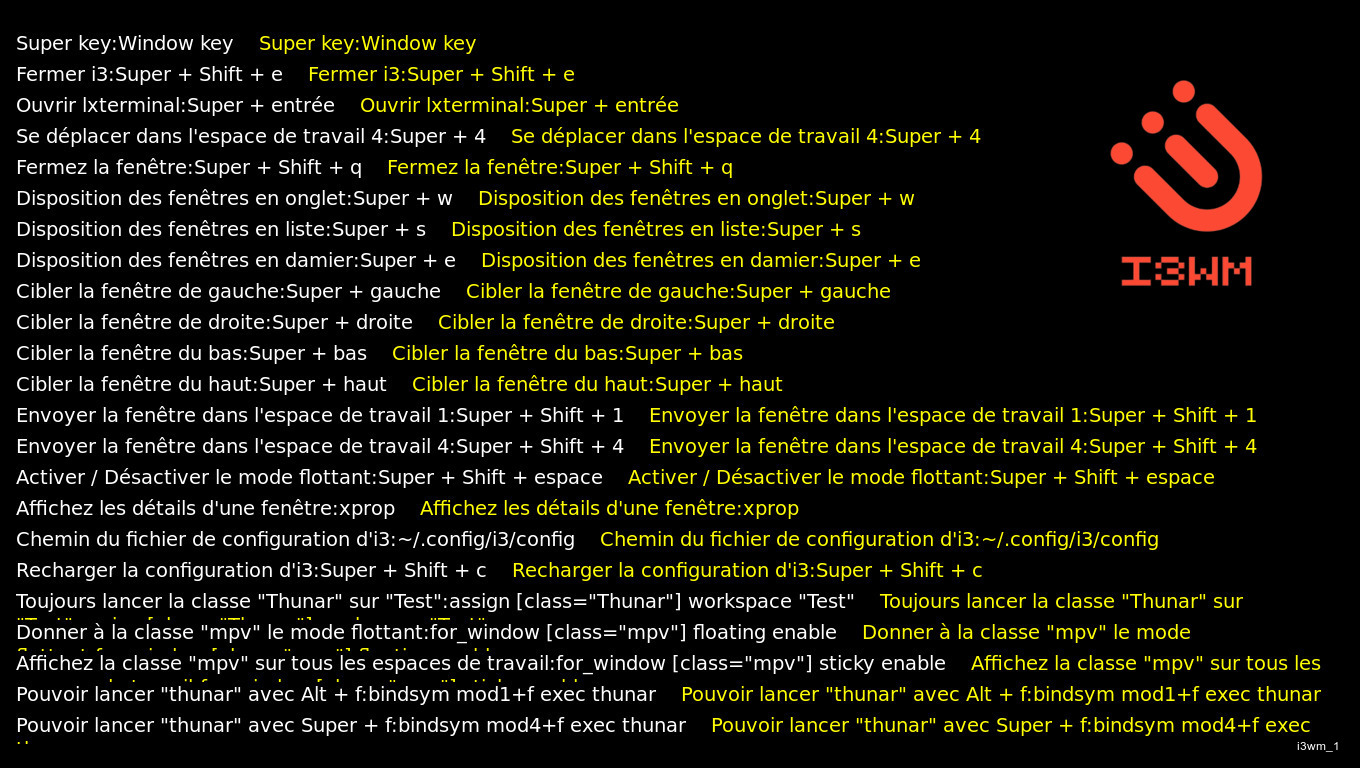 Super key:Window key Super key:Window key
Fermer i3:Super + Shift + e Fermer i3:Super + Shift + e
Ouvrir lxterminal:Super + entrée Ouvrir lxterminal:Super + entrée
Se déplacer dans l'espace de travail 4:Super + 4 Se déplacer dans l'espace de travail 4:Super + 4
Fermez la fenêtre:Super + Shift + q Fermez la fenêtre:Super + Shift + q
Disposition des fenêtres en onglet:Super + w Disposition des fenêtres en onglet:Super + w
Disposition des fenêtres en liste:Super + s Disposition des fenêtres en liste:Super + s
Disposition des fenêtres en damier:Super + e Disposition des fenêtres en damier:Super + e
I3WM
Cibler la fenêtre de gauche:Super + gauche Cibler la fenêtre de gauche:Super + gauche
Cibler la fenêtre de droite:Super + droite Cibler la fenêtre de droite:Super + droite
Cibler la fenêtre du bas:Super + bas Cibler la fenêtre du bas:Super + bas
Cibler la fenêtre du haut:Super + haut Cibler la fenêtre du haut:Super + haut
Envoyer la fenêtre dans l'espace de travail 1:Super + Shift + 1 Envoyer la fenêtre dans l'espace de travail 1:Super + Shift + 1
Envoyer la fenêtre dans l'espace de travail 4:Super + Shift + 4 Envoyer la fenêtre dans l'espace de travail 4:Super + Shift + 4
Activer / Désactiver le mode flottant:Super + Shift + espace Activer / Désactiver le mode flottant:Super + Shift + espace
Affichez les détails d'une fenêtre:xprop Affichez les détails d'une fenêtre:xprop
Chemin du fichier de configuration d'i3:~/.config/i3/config Chemin du fichier de configuration d'i3:~/.config/i3/config
Recharger la configuration d'i3:Super + Shift + c Recharger la configuration d'i3:Super + Shift + c
Toujours lancer la classe "Thunar" sur "Test":assign [class="Thunar"] workspace "Test" Toujours lancer la classe "Thunar" sur
Donner à la classe "mpv" le mode flottant:for_window [class="mpv"] floating enable Donner à la classe "mpv" le mode
Affichez la classe "mpv" sur tous les espaces de travail:for_window [class="mpv"] sticky enable Affichez la classe "mpv" sur tous les
Pouvoir lancer "thunar" avec Alt + f:bindsym mod1+f exec thunar Pouvoir lancer "thunar" avec Alt + f:bindsym mod1+f exec thunar
Pouvoir lancer "thunar" avec Super + f:bindsym mod4+f exec thunar Pouvoir lancer "thunar" avec Super + f:bindsym mod4+f exec
i3wm_1